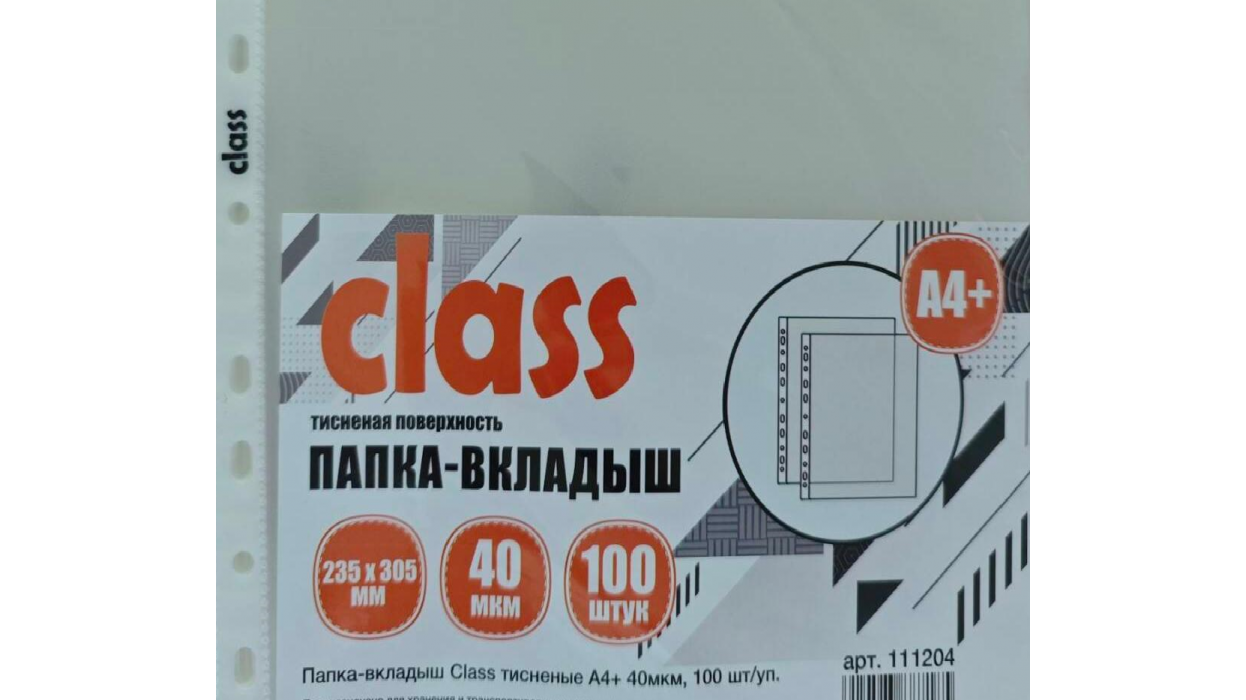 class
class
A4+
тисненая поверхность
ПАПКА-ВКЛАДЫШ
235 x 305
мм
40
мкм
100
штук
арт. 111204
Папка-вкладыш Class тисненые А4+ 40мкм, 100 шт/уп.